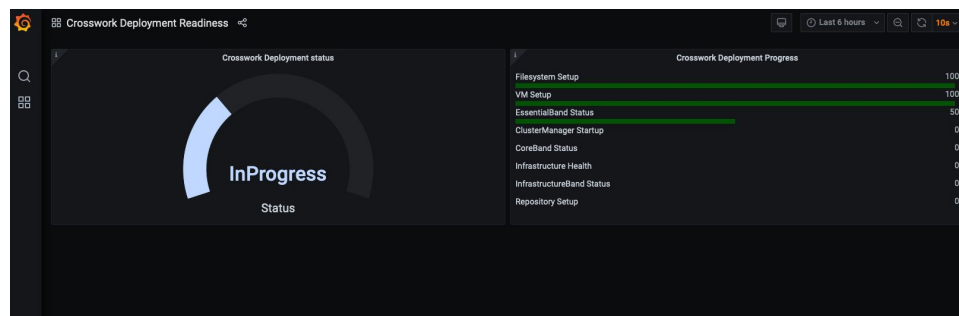 Crosswork Deployment Readiness
Last 6 hours
10s
i
Crosswork Deployment status
InProgress
Status
i
Crosswork Deployment Progress
Filesystem Setup 100
VM Setup 100
EssentialBand Status 50
ClusterManager Startup 0
CoreBand Status 0
Infrastructure Health 0
InfrastructureBand Status 0
Repository Setup 0